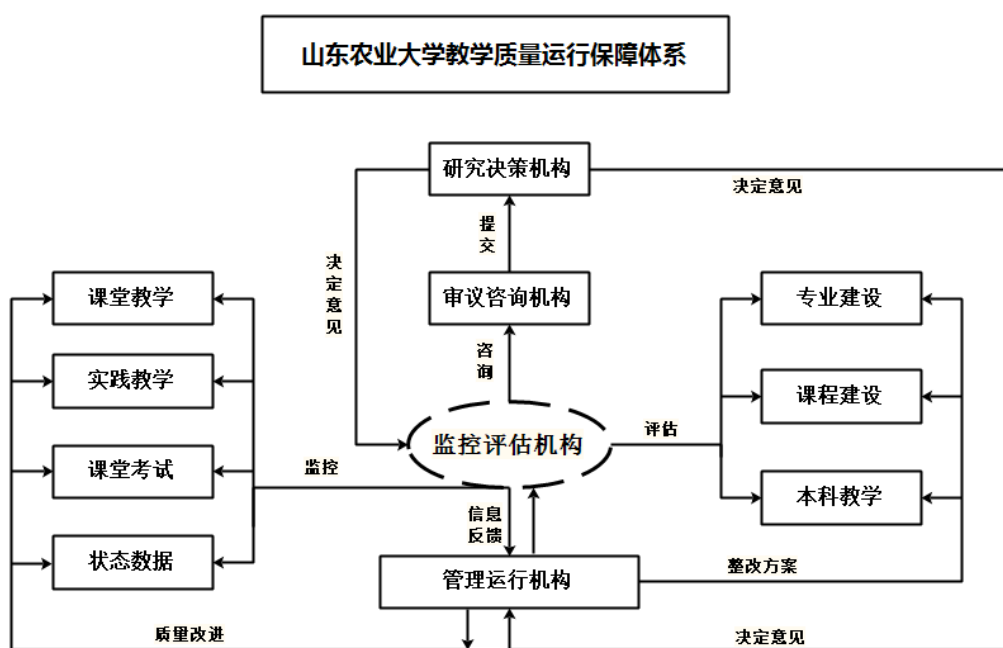 山东农业大学教学质量运行保障体系
研究决策机构
决定意见
提交
决定意见
课堂教学
审议咨询机构
专业建设
咨询
实践教学
课程建设
监控评估机构
评估
课堂考试
监控
本科教学
信息
反馈
状态数据
管理运行机构
整改方案
质量改进
决定意见